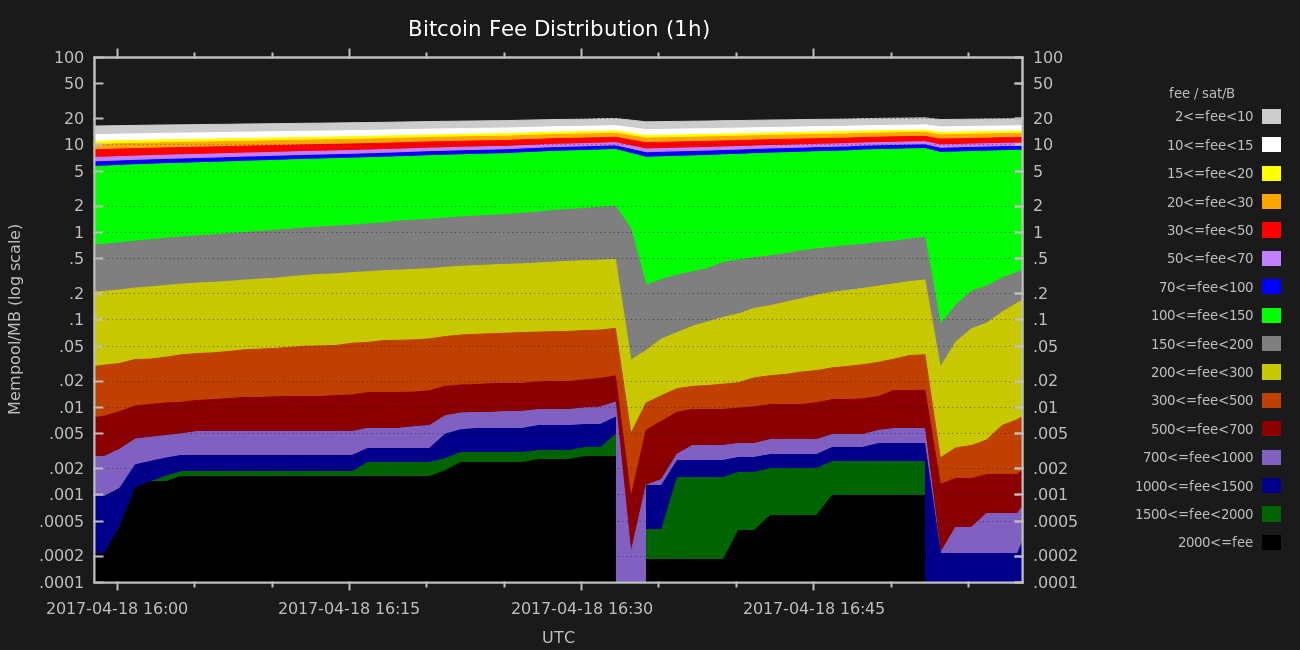 Bitcoin Fee Distribution (1h)
Mempool/MB (log scale)
100
50
20
10
5
2
1
.5
.2
.1
.05
.02
.01
.005
.002
.001
.0005
.0002
.0001
100
50
20
10
5
2
1
.5
.2
.1
.05
.02
.01
.005
.002
.001
.0005
.0002
.0001
2017-04-18 16:00
2017-04-18 16:15
2017-04-18 16:30
2017-04-18 16:45
UTC
fee / sat/B
2<=fee<10
10<=fee<15
15<=fee<20
20<=fee<30
30<=fee<50
50<=fee<70
70<=fee<100
100<=fee<150
150<=fee<200
200<=fee<300
300<=fee<500
500<=fee<700
700<=fee<1000
1000<=fee<1500
1500<=fee<2000
2000<=fee